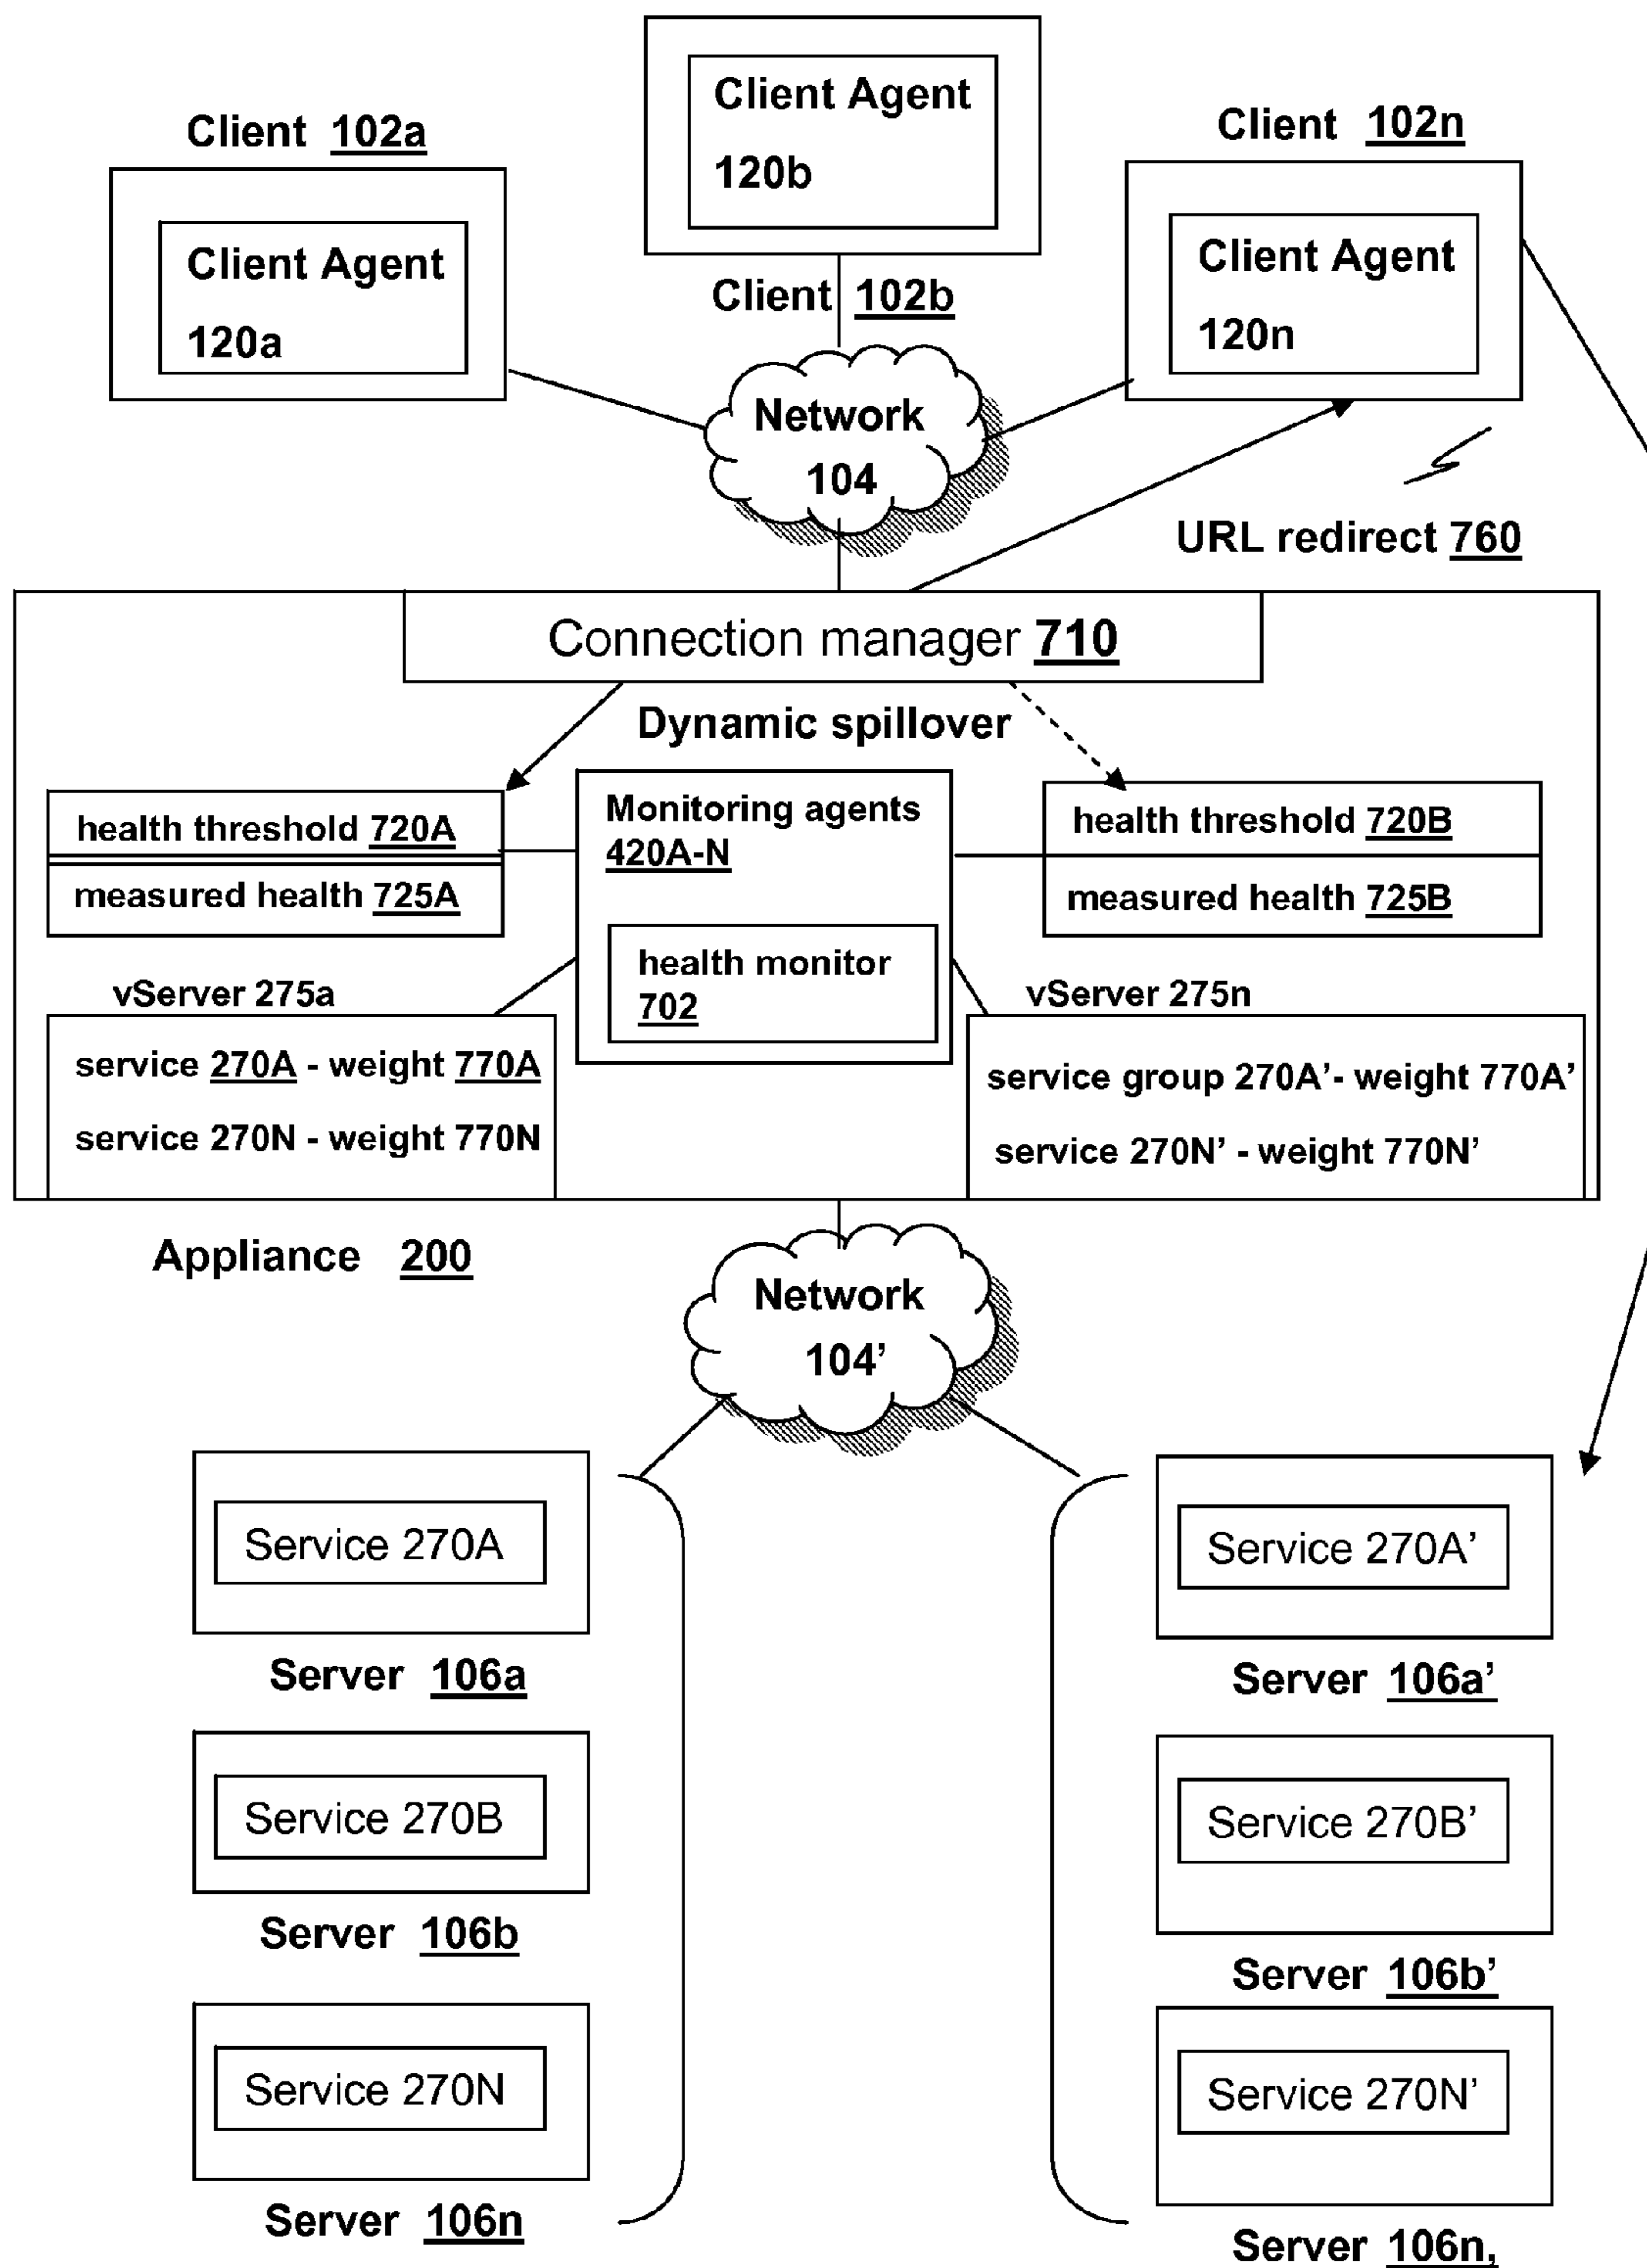 Client Agent
120b
Client 102a
Client 102n
Client Agent
120a
Client Agent
120n
Client 102b
Network
104
URL redirect 760
Connection manager 710
Dynamic spillover
health threshold 720A
measured health 725A
Monitoring agents
420A-N
health monitor
702
health threshold 720B
measured health 725B
vServer 275a
service 270A - weight 770A
service 270N - weight 770N
vServer 275n
service group 270A’- weight 770A’
service 270N’ - weight 770N’
Appliance 200
Network
104’
Service 270A
Server 106a
Service 270A’
Server 106a’
Service 270B
Server 106b
Service 270B’
Server 106b’
Service 270N
Server 106n
Service 270N’
Server 106n,